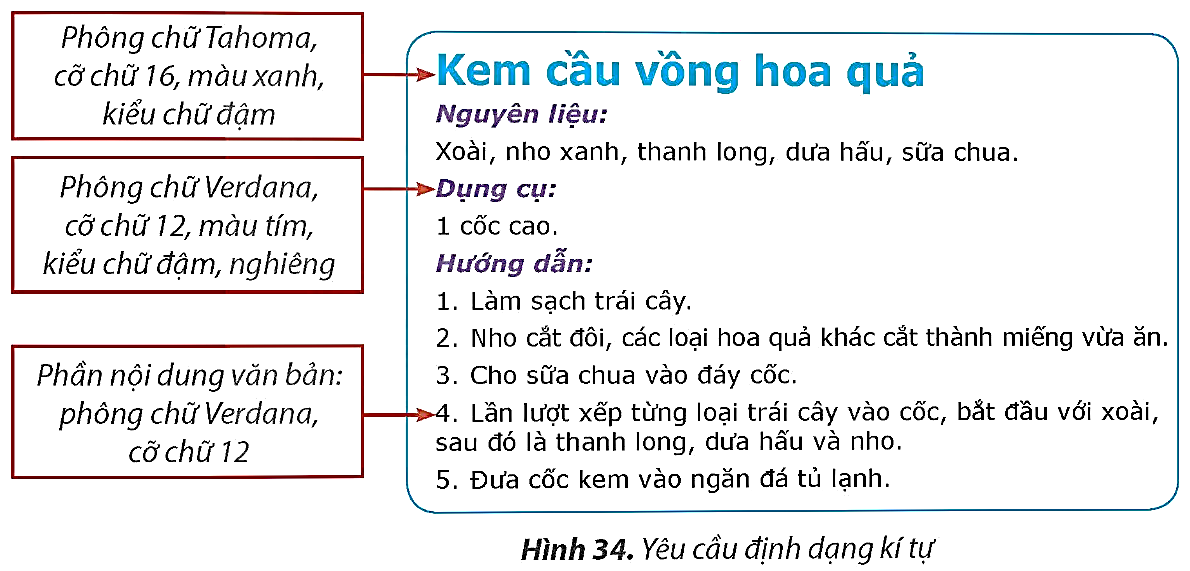 Phông chữ Tahoma,
cỡ chữ 16, màu xanh,
kiểu chữ đậm
Phông chữ Verdana,
cỡ chữ 12, màu tím,
kiểu chữ đậm, nghiêng
Phần nội dung văn bản:
phông chữ Verdana,
cỡ chữ 12
Kem cầu vồng hoa quả
Nguyên liệu:
Xoài, nho xanh, thanh long, dưa hấu, sữa chua.
Dụng cụ:
1 cốc cao.
Hướng dẫn:
1. Làm sạch trái cây.
2. Nho cắt đôi, các loại hoa quả khác cắt thành miếng vừa ăn.
3. Cho sữa chua vào đáy cốc.
4. Lần lượt xếp từng loại trái cây vào cốc, bắt đầu với xoài,
sau đó là thanh long, dưa hấu và nho.
5. Đưa cốc kem vào ngăn đá tủ lạnh.
Hình 34. Yêu cầu định dạng kí tự